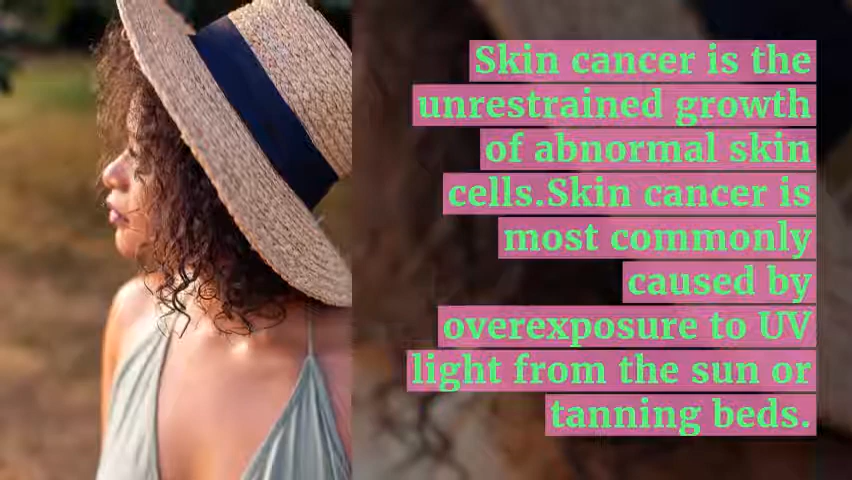 Skin cancer is the
unrestrained growth
of abnormal skin
cells.Skin cancer is
most commonly
caused by
overexposure to UV
light from the sun or
tanning beds.